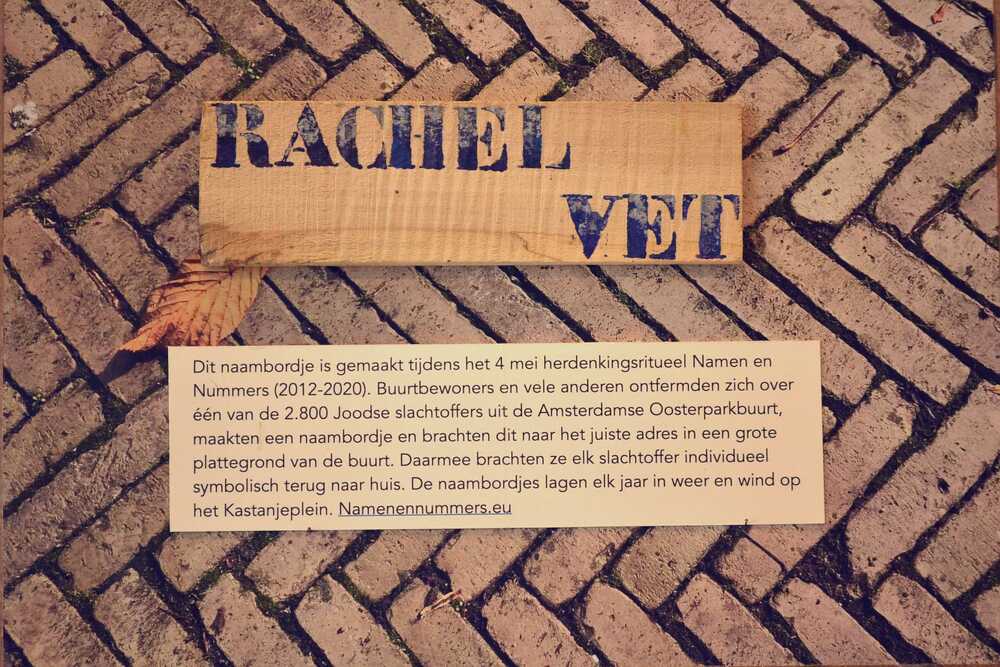 RACHEL
VET
Dit naambordje is gemaakt tijdens het 4 mei herdenkingsritueel Namen en
Nummers (2012-2020). Buurtbewoners en vele anderen ontfermden zich over
één van de 2.800 Joodse slachtoffers uit de Amsterdamse Oosterparkbuurt,
maakten een naambordje en brachten dit naar het juiste adres in een grote
plattegrond van de buurt. Daarmee brachten ze elk slachtoffer individueel
symbolisch terug naar huis. De naambordjes lagen elk jaar in weer en wind op
het Kastanjeplein. Namenennummers.eu